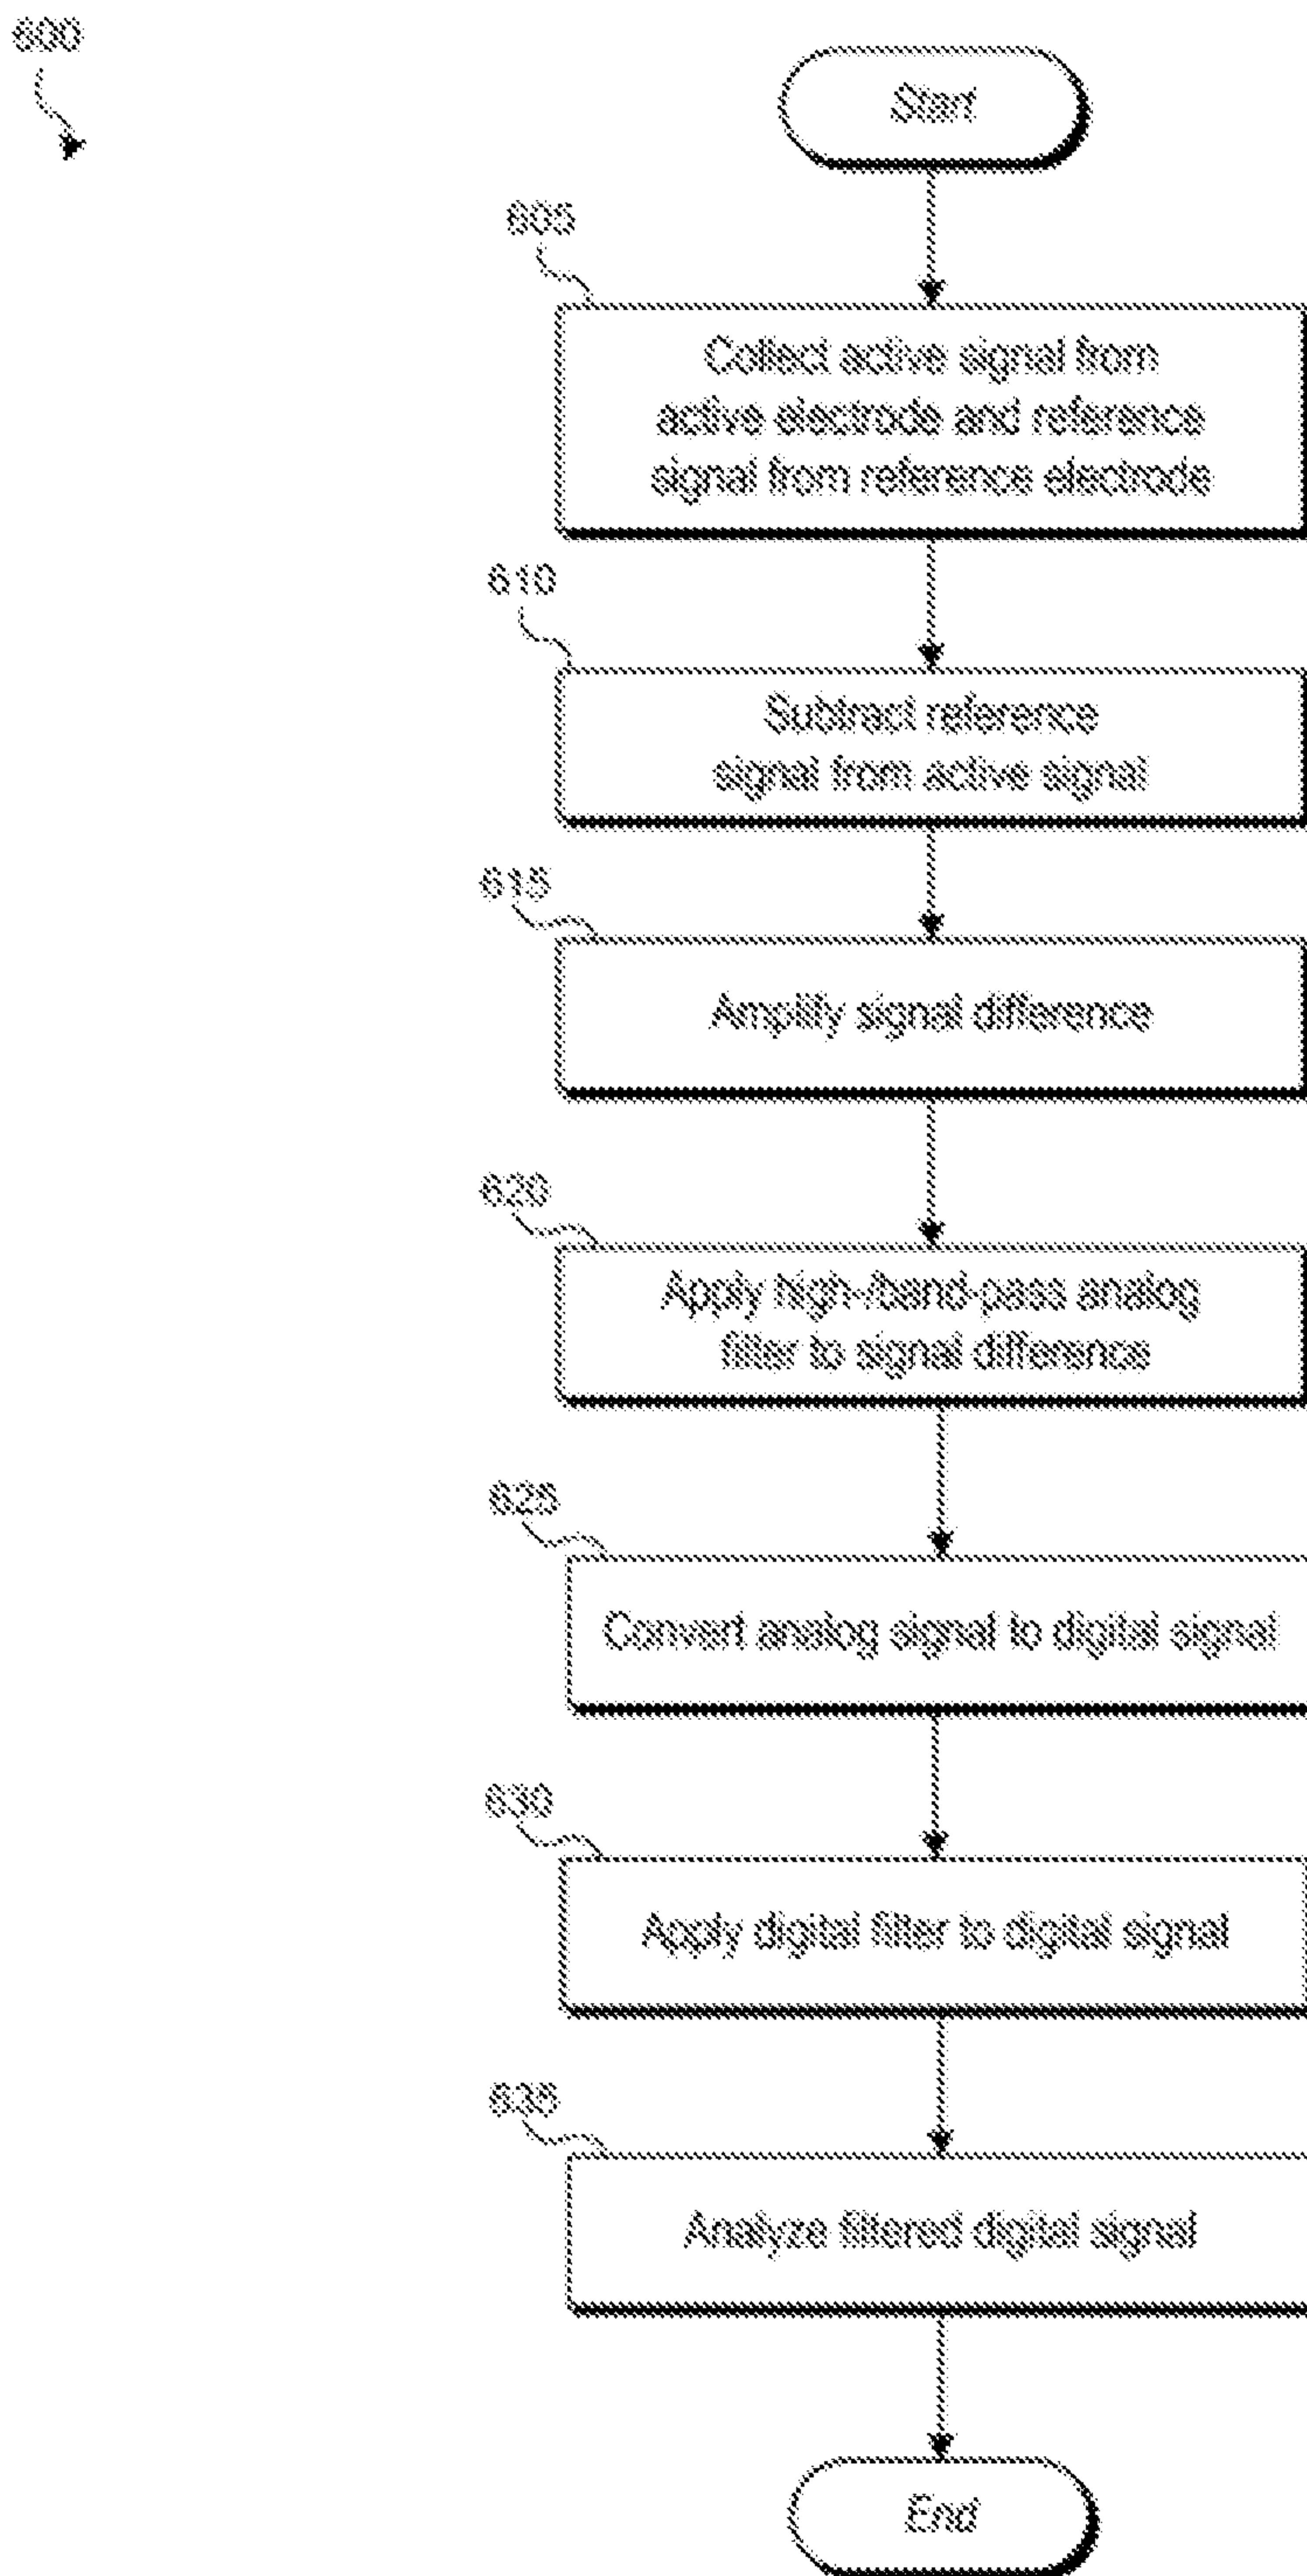 600
Start
605
Collect active signal from
active electrode and reference
signal from reference electrode
610
Subtract reference
signal from active signal
615
Amplify signal difference
620
Apply high-/band-pass analog
filter to signal difference
625
Convert analog signal to digital signal
630
Apply digital filter to digital signal
635
Analyze filtered digital signal
End